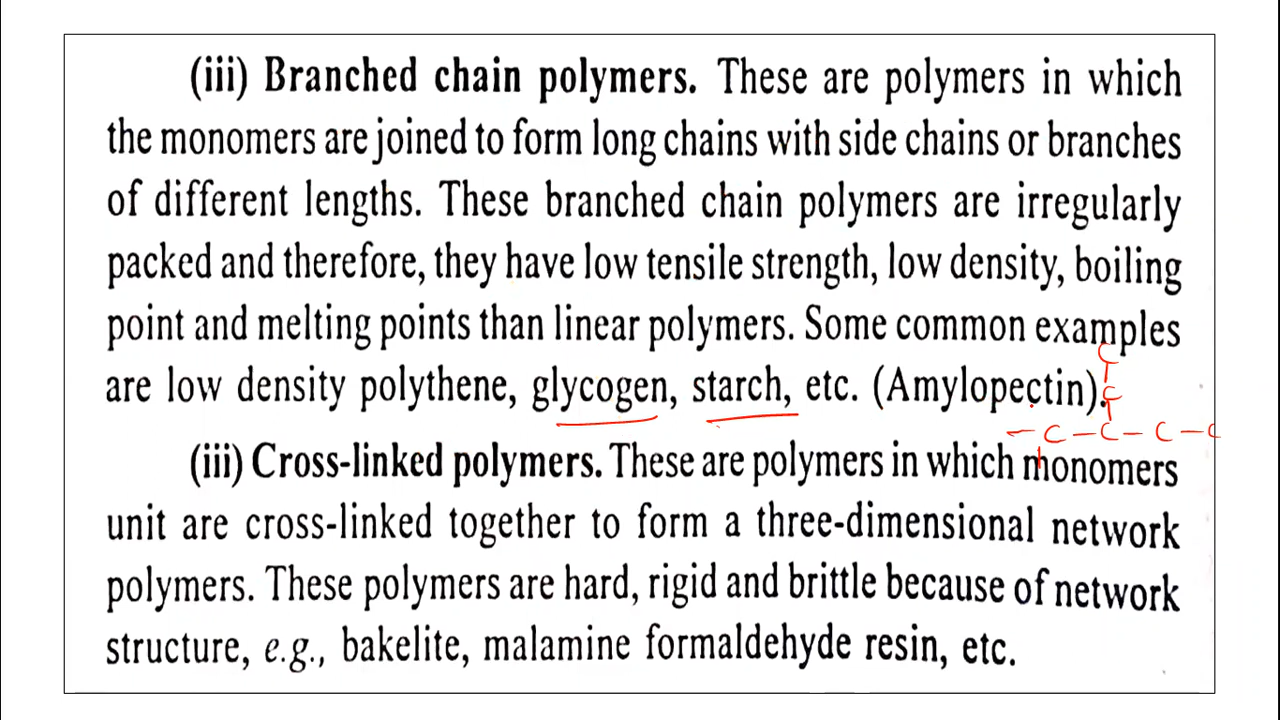 (iii) Branched chain polymers. These are polymers in which
the monomers are joined to form long chains with side chains or branches
of different lengths. These branched chain polymers are irregularly
packed and therefore, they have low tensile strength, low density, boiling
point and melting points than linear polymers. Some common examples
are low density polythene, glycogen, starch, etc. (Amylopectin).
C
C
– C – C – C – C
(iii) Cross-linked polymers. These are polymers in which monomers
unit are cross-linked together to form a three-dimensional network
polymers. These polymers are hard, rigid and brittle because of network
structure, e.g., bakelite, malamine formaldehyde resin, etc.